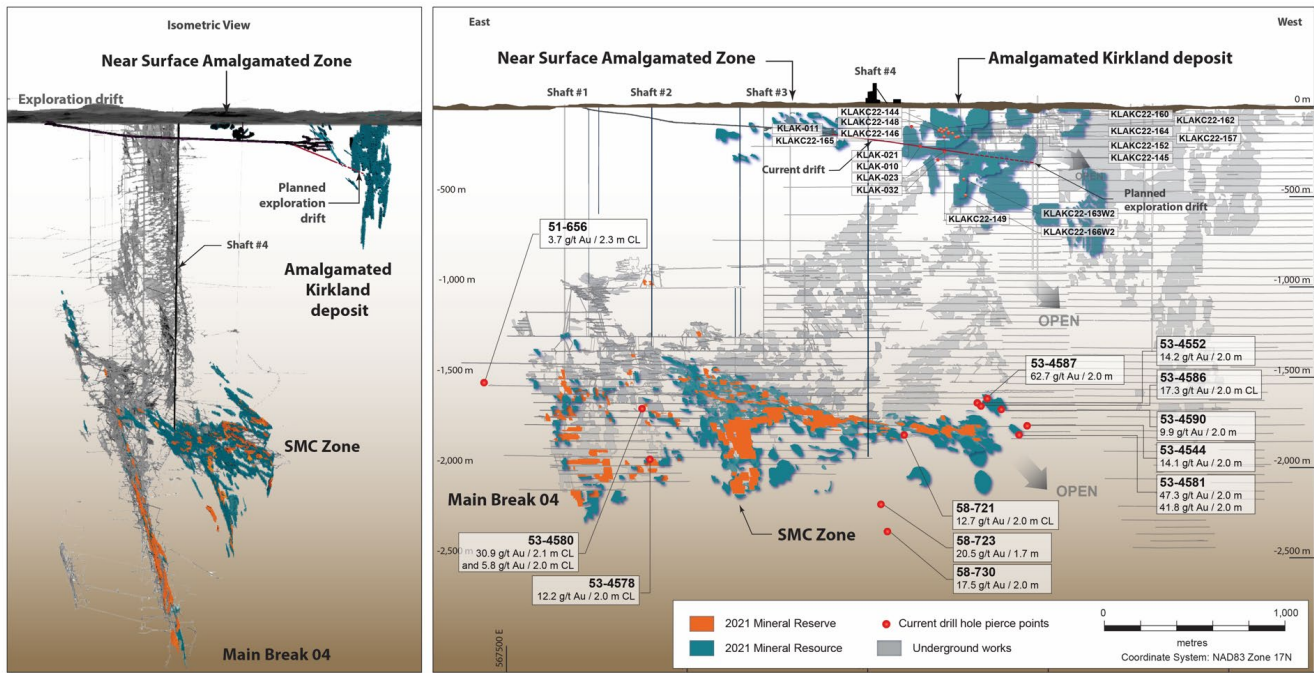 Isometric View
Near Surface Amalgamated Zone
Exploration drift
Planned
exploration
drift
Shaft #4
Amalgamated
Kirkland
deposit
SMC Zone
Main Break 04
East
West
Near Surface Amalgamated Zone
Shaft #4
Amalgamated Kirkland deposit
Shaft #1
Shaft #2
Shaft #3
0 m
KLAKC22-144
KLAKC22-148
KLAKC22-146
KLAK-011
KLAKC22-165
KLAK-021
KLAK-010
KLAK-023
KLAK-032
Current drift
KLAKC22-160
KLAKC22-162
KLAKC22-164
KLAKC22-157
KLAKC22-152
KLAKC22-145
OPEN
Planned
exploration drift
KLAKC22-149
KLAKC22-163W2
KLAKC22-166W2
-500 m
-500 m
51-656
3.7 g/t Au / 2.3 m CL
-1,000 m
-1,000 m
OPEN
53-4552
14.2 g/t Au / 2.0 m
53-4587
62.7 g/t Au / 2.0 m
53-4586
17.3 g/t Au / 2.0 m CL
-1,500 m
-1,500 m
53-4590
9.9 g/t Au / 2.0 m
53-4544
14.1 g/t Au / 2.0 m
53-4581
47.3 g/t Au / 2.0 m
41.8 g/t Au / 2.0 m
-2,000 m
-2,000 m
OPEN
Main Break 04
SMC Zone
58-721
12.7 g/t Au / 2.0 m CL
53-4580
30.9 g/t Au / 2.1 m CL
and 5.8 g/t Au / 2.0 m CL
58-723
20.5 g/t Au / 1.7 m
-2,500 m
-2,500 m
53-4578
12.2 g/t Au / 2.0 m CL
58-730
17.5 g/t Au / 2.0 m
567500 E
2021 Mineral Reserve
2021 Mineral Resource
Current drill hole pierce points
Underground works
0
1,000
metres
Coordinate System: NAD83 Zone 17N